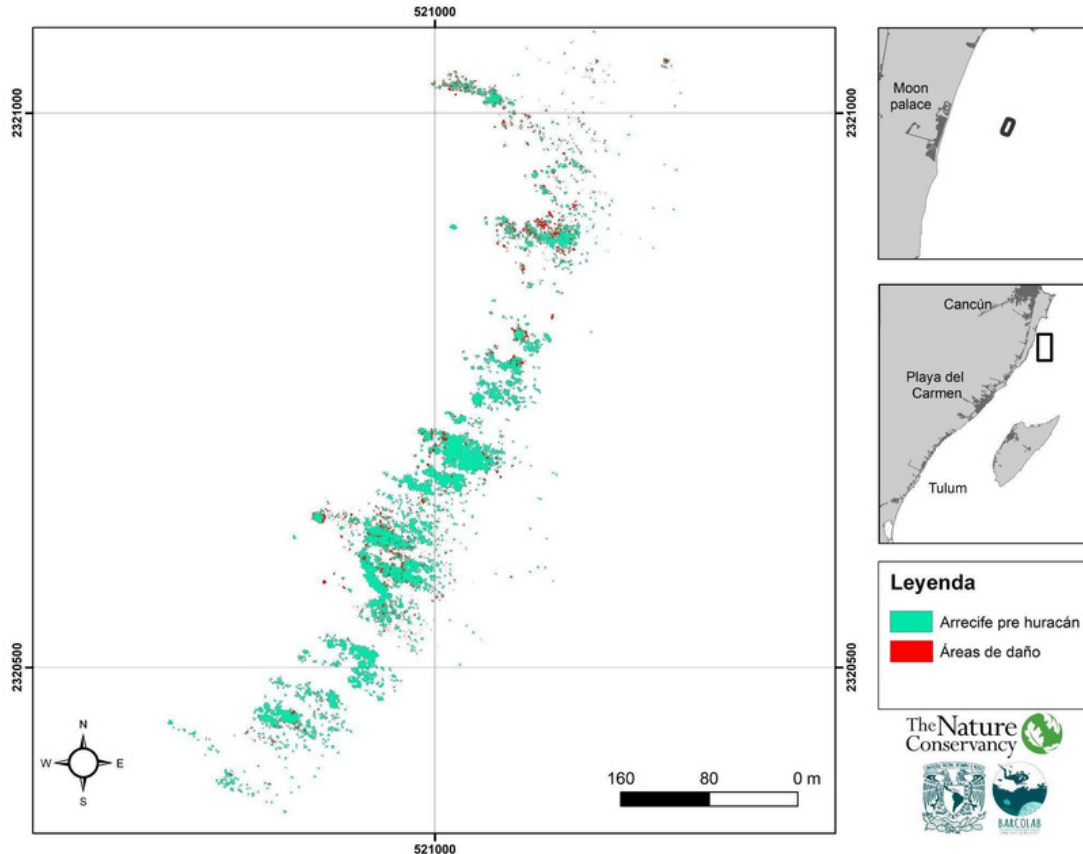 521000
2321000
2321000
2320500
2320500
N
W
E
S
160
80
0 m
521000
Moon
palace
Cancún
Playa del
Carmen
Tulum
Leyenda
Arrecife pre huracán
Áreas de daño
The Nature
Conservancy
BARCOLAB